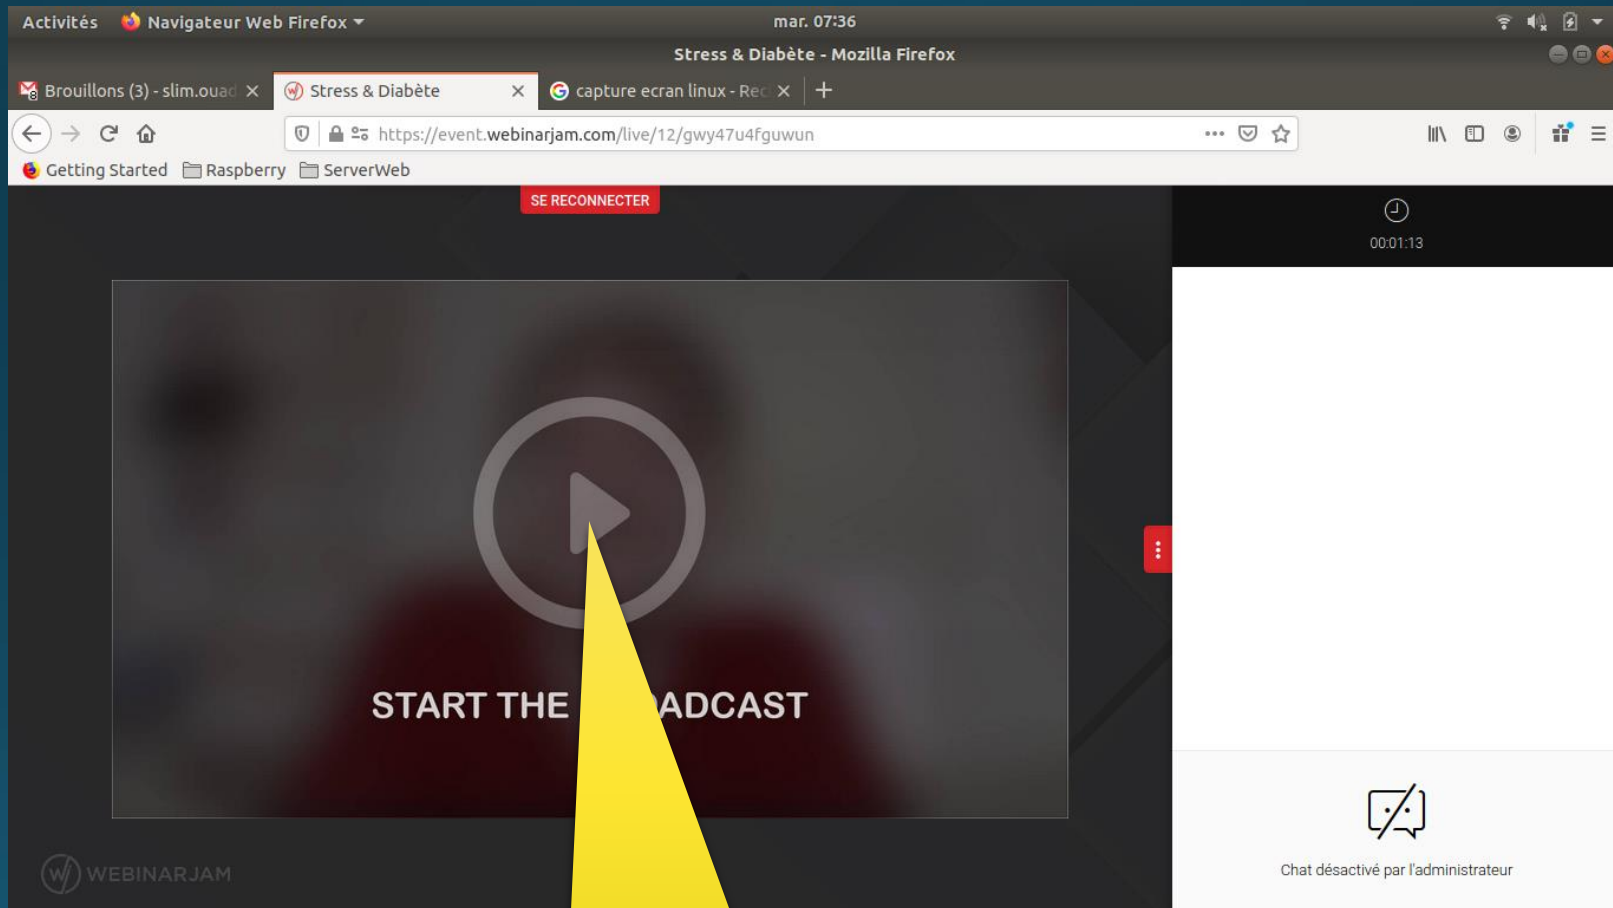 Activités Navigateur Web Firefox mar. 07:36
Stress & Diabète - Mozilla Firefox
Brouillons (3) - slim.ouad Stress & Diabète capture ecran linux - Rec
https://event.webinarjam.com/live/12/gwy47u4fguwun
Getting Started Raspberry ServerWeb
SE RECONNECTER
00:01:13
START THE ADCAST
WEBINARJAM
Chat désactivé par l'administrateur